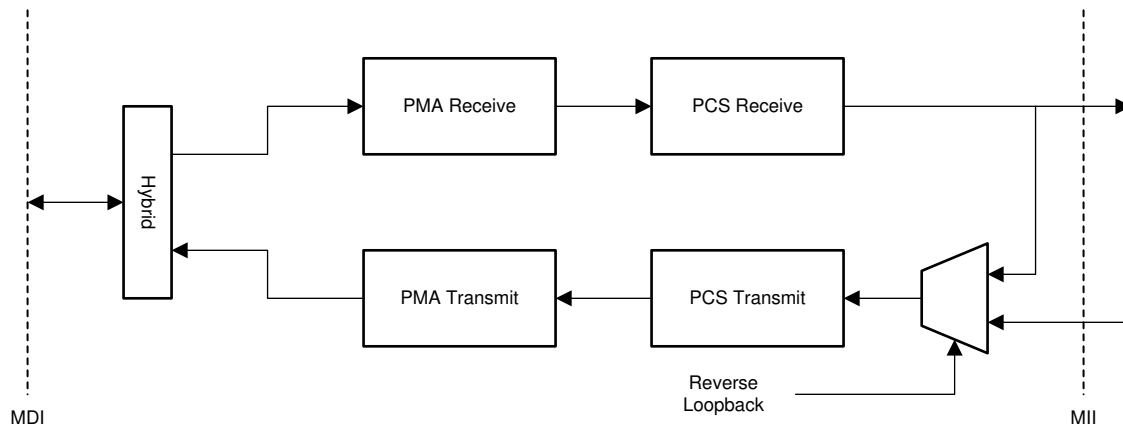 PMA Receive
PCS Receive
Hybrid
PMA Transmit
PCS Transmit
Reverse
Loopback
MDI
MII